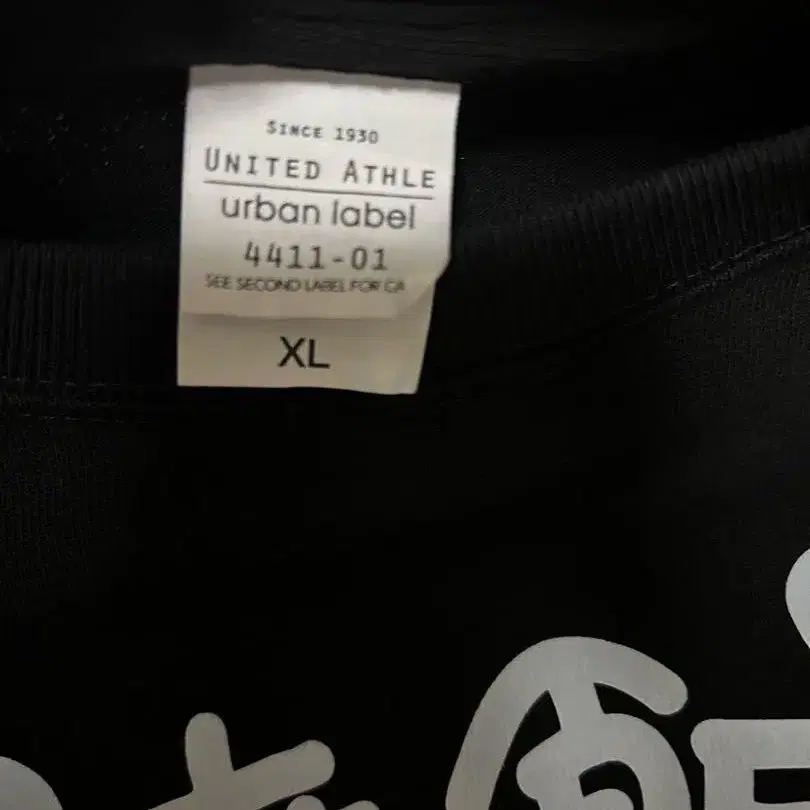 SINCE 1930
UNITED ATHLE
urban label
4411-01
SEE SECOND LABEL FOR CA
XL